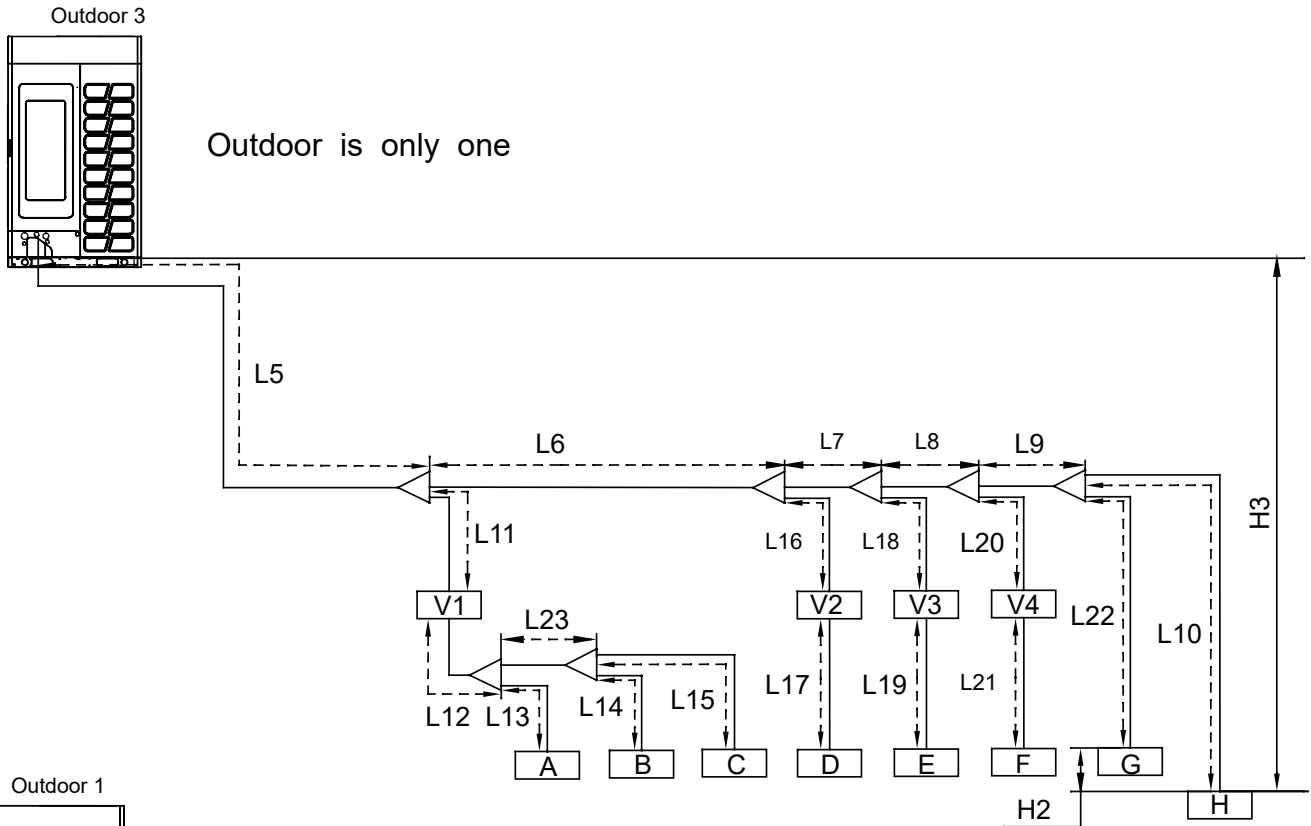 Outdoor 3
Outdoor is only one
L5
L6
L7
L8
L9
H3
L11
L16
L18
L20
V1
V2
V3
V4
L22
L10
L23
L17
L19
L21
L12
L13
L14
L15
A
B
C
D
E
F
G
H
H2
Outdoor 1